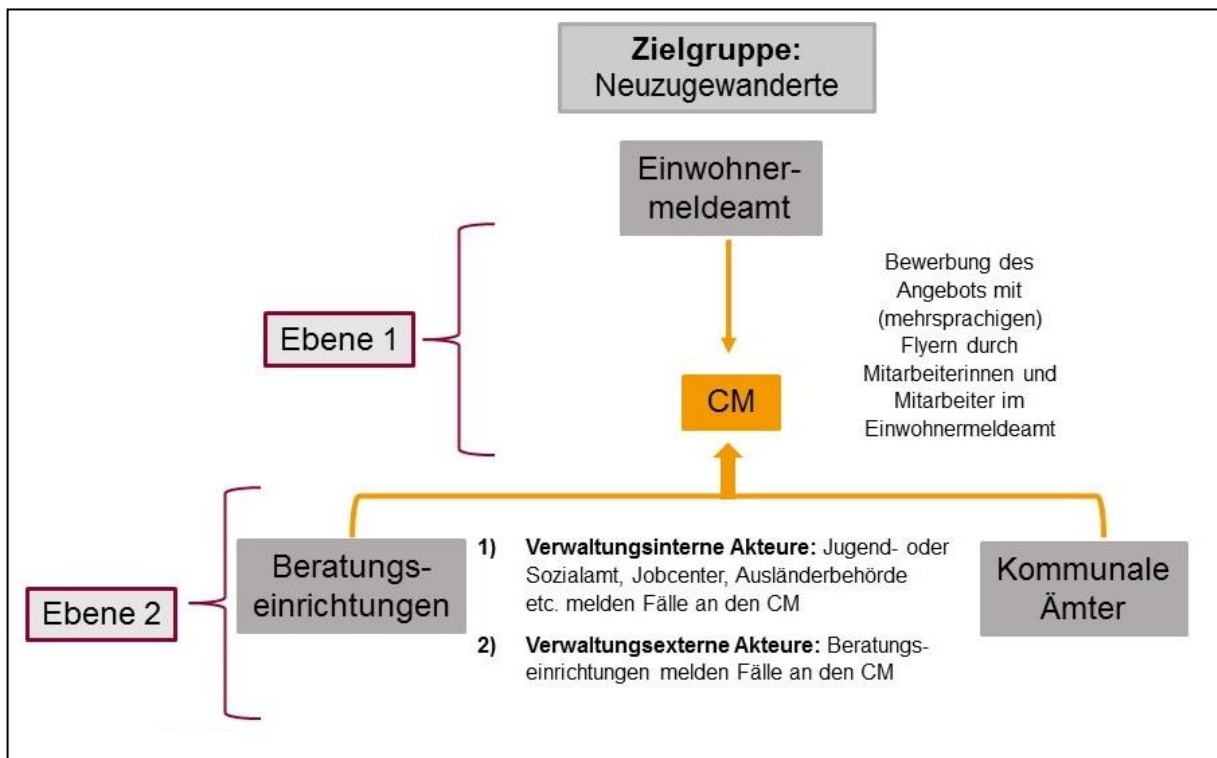 Zielgruppe:
Neuzugewanderte
Einwohner-
meldeamt
Ebene 1
Bewerbung des
Angebots mit
(mehrsprachigen)
Flyern durch
Mitarbeiterinnen und
Mitarbeiter im
Einwohnermeldeamt
CM
Ebene 2
Beratungs-
einrichtungen
1) Verwaltungsinterne Akteure: Jugend- oder
Sozialamt, Jobcenter, Ausländerbehörde
etc. melden Fälle an den CM
2) Verwaltungsexterne Akteure: Beratungs-
einrichtungen melden Fälle an den CM
Kommunale
Ämter